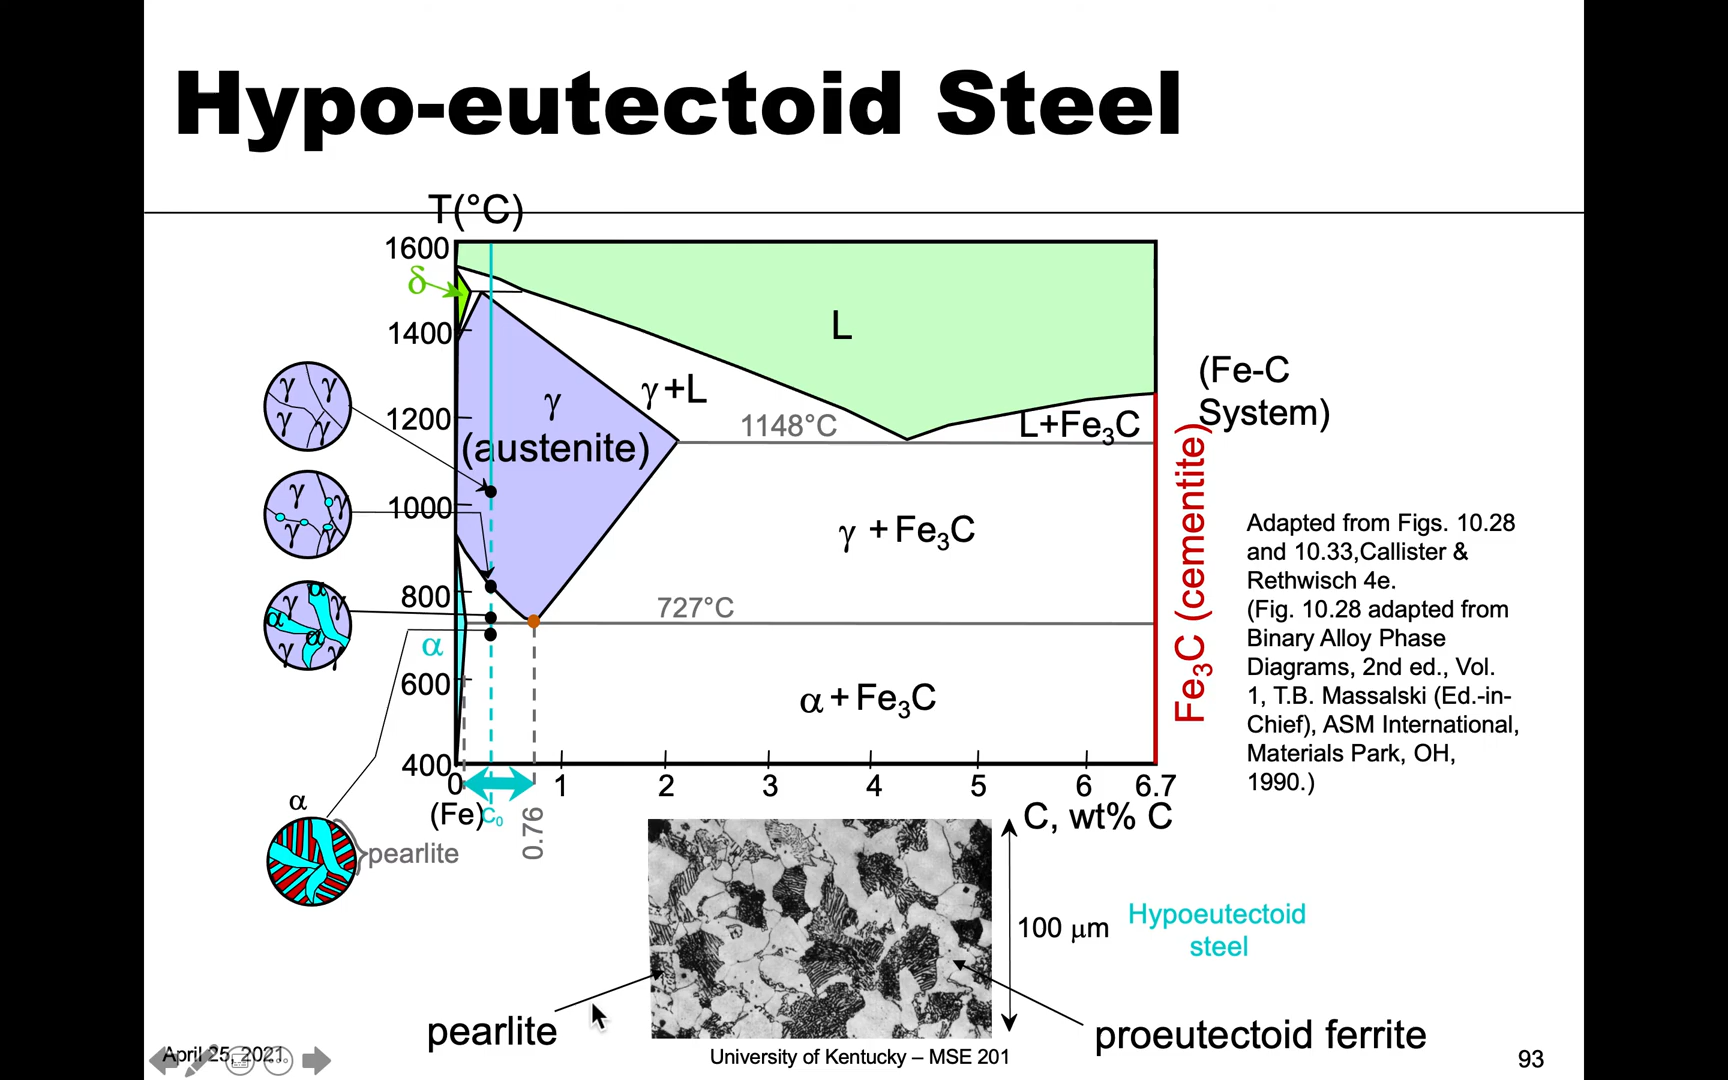 Hypo-eutectoid Steel
T(°C)
1600
δ
1400
L
(Fe-C
System)
γ γ
γ γ
γ
γ+L
1200
1148°C
L+Fe₃C
(austenite)
γ γ
γ γ
1000
γ + Fe₃C
Fe₃C (cementite)
Adapted from Figs. 10.28
and 10.33,Callister &
Rethwisch 4e.
(Fig. 10.28 adapted from
Binary Alloy Phase
Diagrams, 2nd ed., Vol.
1, T.B. Massalski (Ed.-in-
Chief), ASM International,
Materials Park, OH,
1990.)
α
γ γ
α α
γ γ
800
727°C
α
600
α + Fe₃C
400
0 1 2 3 4 5 6 6.7
(Fe) C₀ 0.76 C, wt% C
α
pearlite
100 μm
Hypoeutectoid
steel
pearlite
proeutectoid ferrite
April 25, 2021
University of Kentucky – MSE 201
93